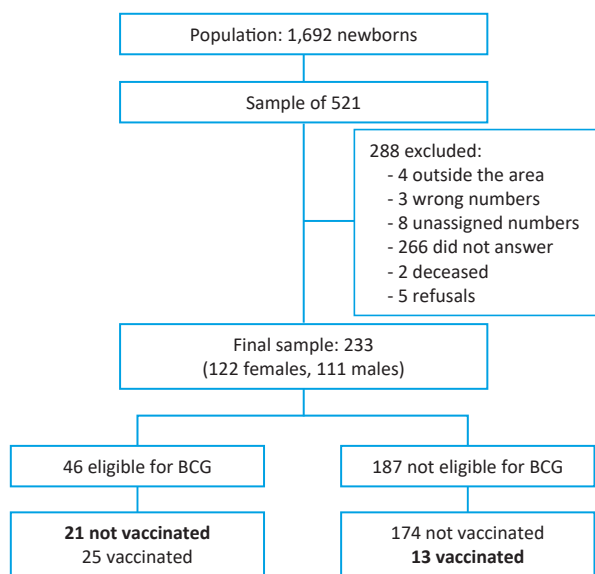 Population: 1,692 newborns
Sample of 521
288 excluded:
- 4 outside the area
- 3 wrong numbers
- 8 unassigned numbers
- 266 did not answer
- 2 deceased
- 5 refusals
Final sample: 233
(122 females, 111 males)
46 eligible for BCG
187 not eligible for BCG
21 not vaccinated
25 vaccinated
174 not vaccinated
13 vaccinated